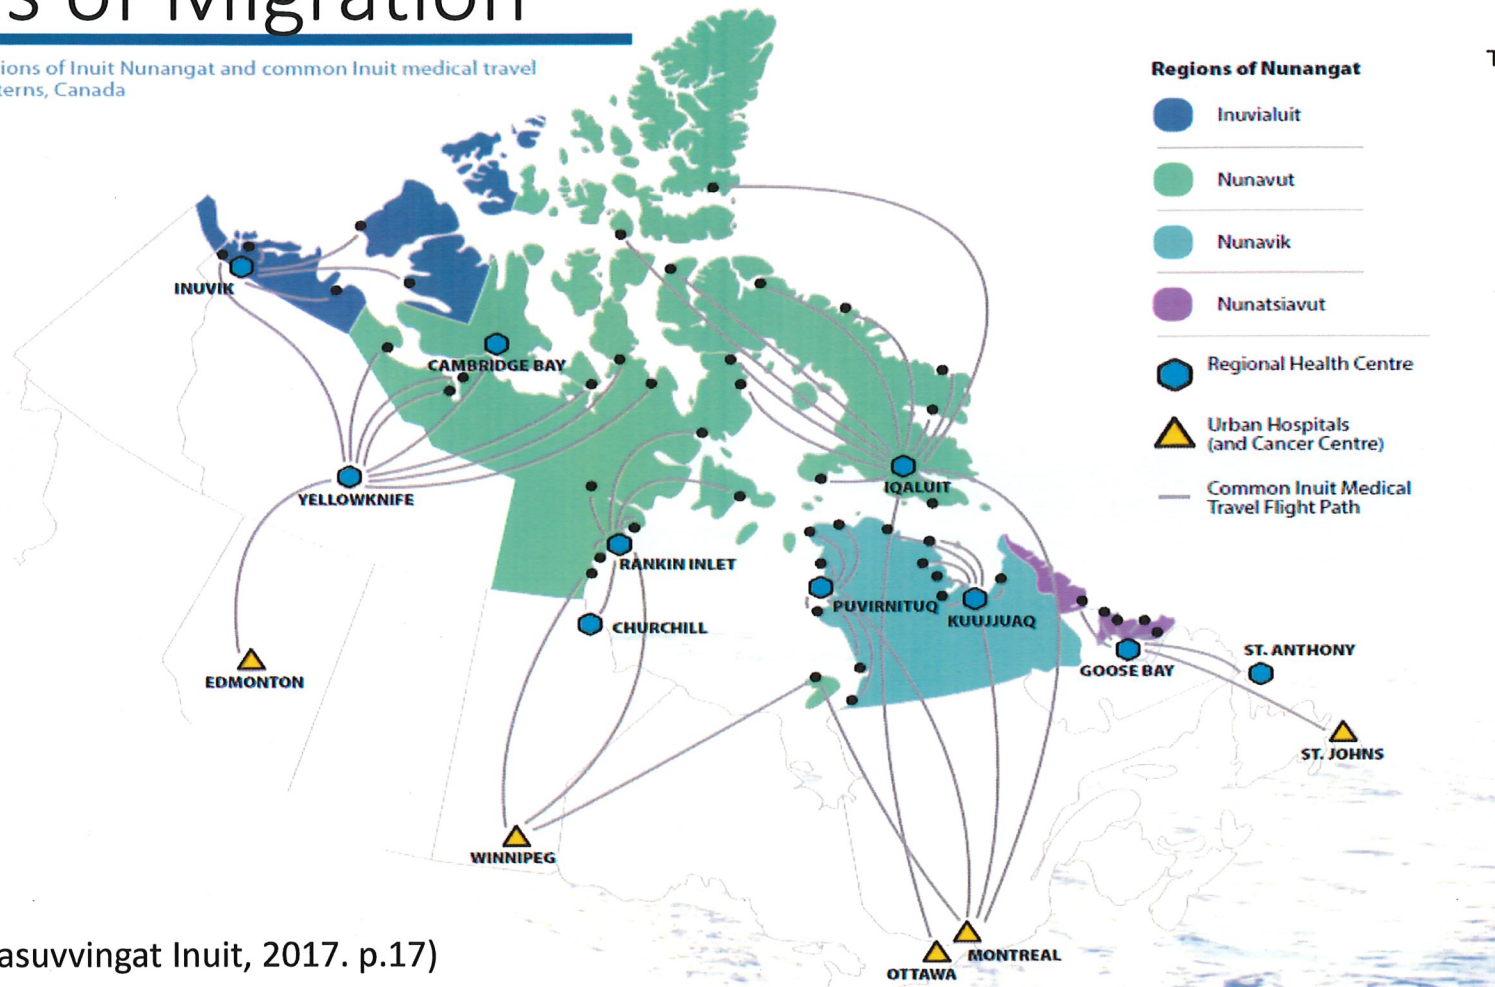 s of Migration
ions of Inuit Nunangat and common Inuit medical travel
terns, Canada
Regions of Nunangat
Inuvialuit
Nunavut
Nunavik
Nunatsiavut
Regional Health Centre
Urban Hospitals
(and Cancer Centre)
Common Inuit Medical
Travel Flight Path
T
INUVIK
CAMBRIDGE BAY
YELLOWKNIFE
IQALUIT
RANKIN INLET
PUVIRNITUQ
KUUJJUAQ
CHURCHILL
GOOSE BAY
ST. ANTHONY
EDMONTON
ST. JOHNS
WINNIPEG
MONTREAL
OTTAWA
asuvvingat Inuit, 2017. p.17)